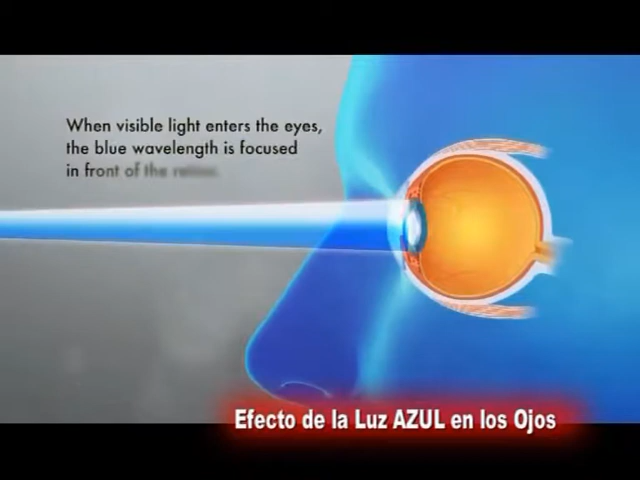 When visible light enters the eyes,
the blue wavelength is focused
in front of the retina.
Efecto de la Luz AZUL en los Ojos